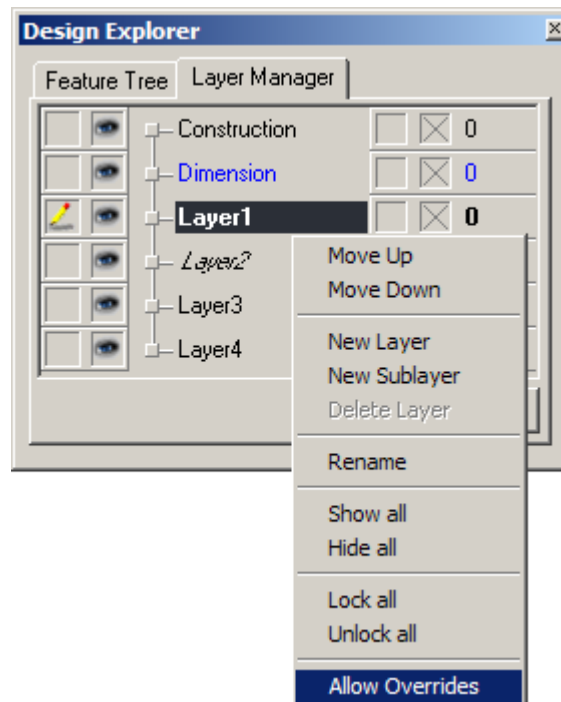 Design Explorer
Feature Tree Layer Manager
Construction 0
Dimension 0
Layer1 0
Layer2
Layer3
Layer4
Move Up
Move Down
New Layer
New Sublayer
Delete Layer
Rename
Show all
Hide all
Lock all
Unlock all
Allow Overrides